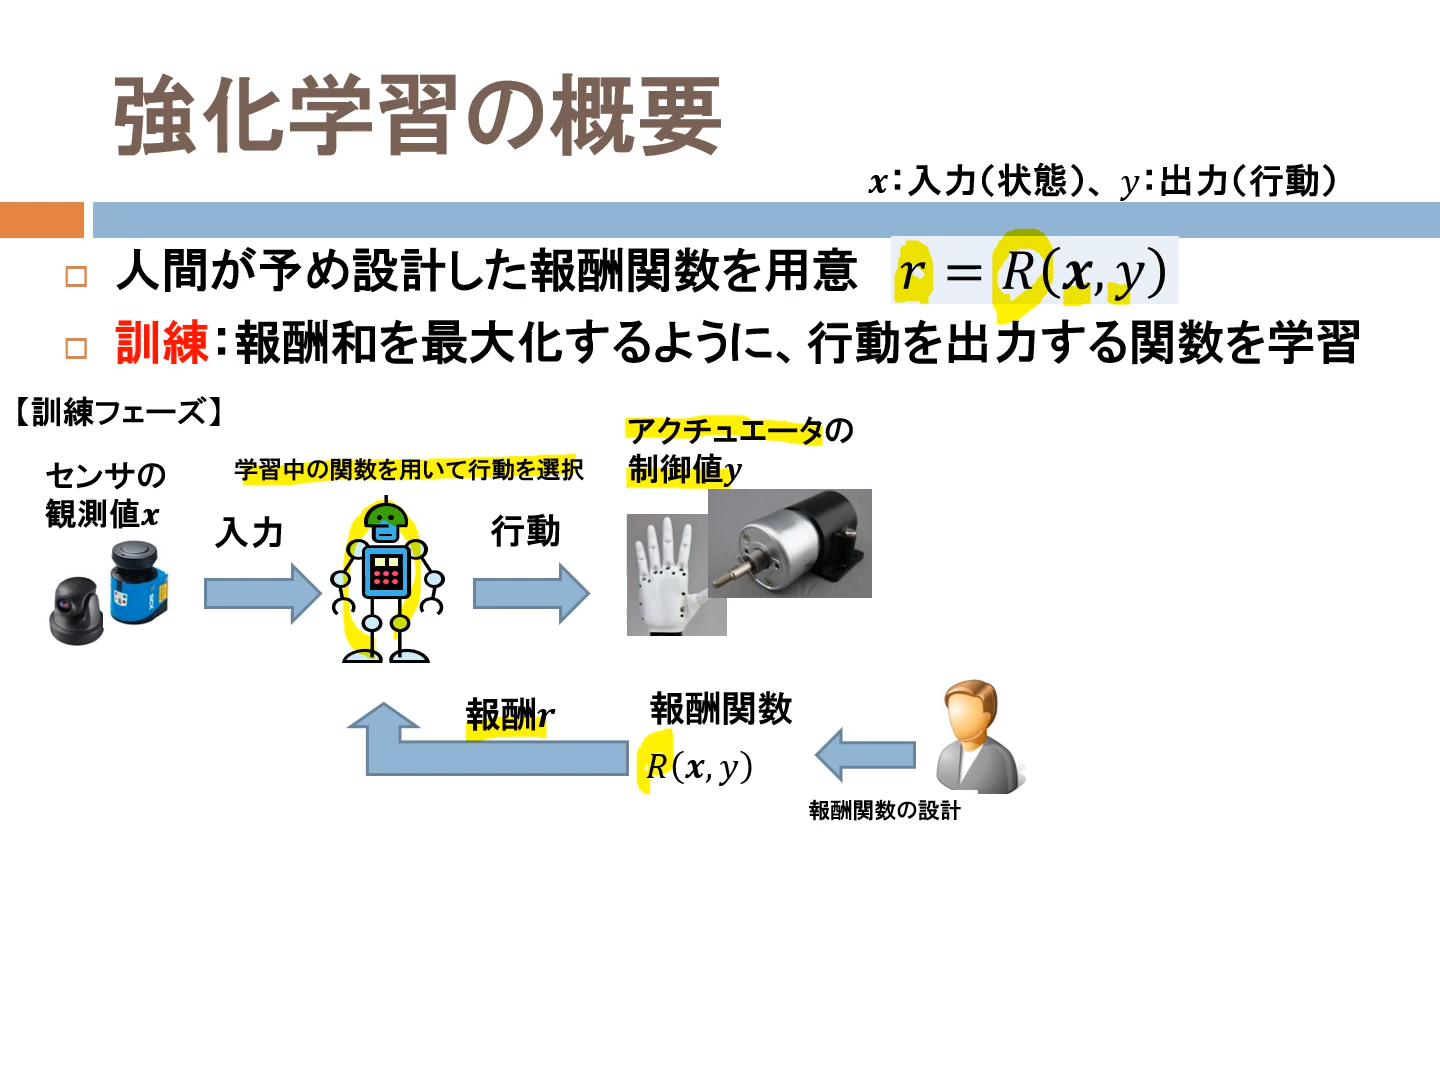 強化学習の概要
x：入力（状態）、 y：出力（行動）
人間が予め設計した報酬関数を用意 r = R(x, y)
訓練：報酬和を最大化するように、行動を出力する関数を学習
【訓練フェーズ】
センサの
観測値x
入力
学習中の関数を用いて行動を選択
行動
アクチュエータの
制御値y
報酬r
報酬関数
R(x, y)
報酬関数の設計